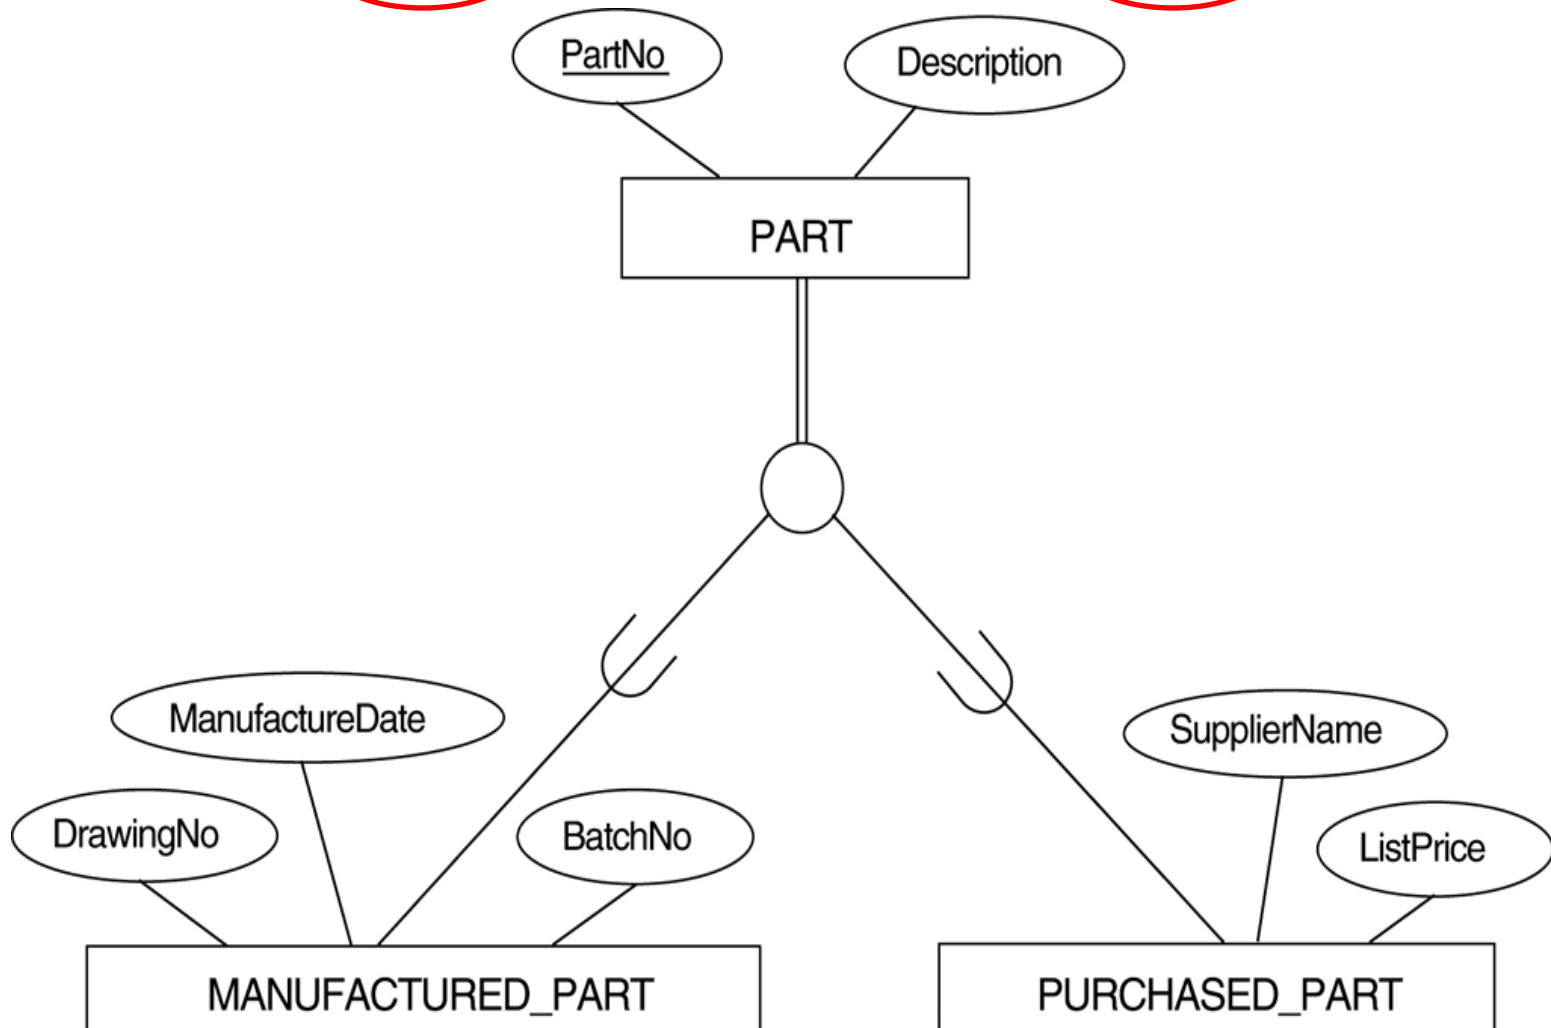 PartNo
Description
PART
ManufactureDate
SupplierName
DrawingNo
BatchNo
ListPrice
MANUFACTURED_PART
PURCHASED_PART